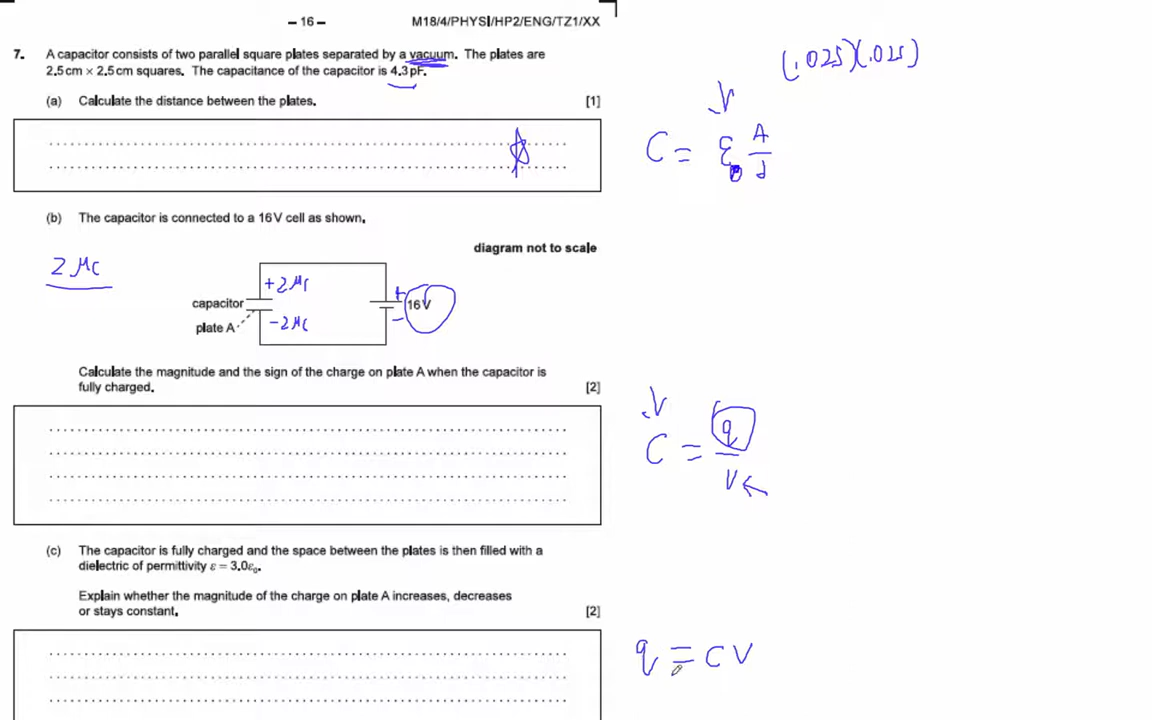 – 16 –
M18/4/PHYSI/HP2/ENG/TZ1/XX
7. A capacitor consists of two parallel square plates separated by a vacuum. The plates are
2.5 cm × 2.5 cm squares. The capacitance of the capacitor is 4.3 pF.
(.025)(.025)
(a) Calculate the distance between the plates. [1]
C = ε₀ A/d
(b) The capacitor is connected to a 16 V cell as shown.
diagram not to scale
2 μC
+2μC
capacitor
+
16 V
plate A
-2μC
–
Calculate the magnitude and the sign of the charge on plate A when the capacitor is
fully charged. [2]
C = q/V
(c) The capacitor is fully charged and the space between the plates is then filled with a
dielectric of permittivity ε = 3.0ε₀.
Explain whether the magnitude of the charge on plate A increases, decreases
or stays constant. [2]
q = CV